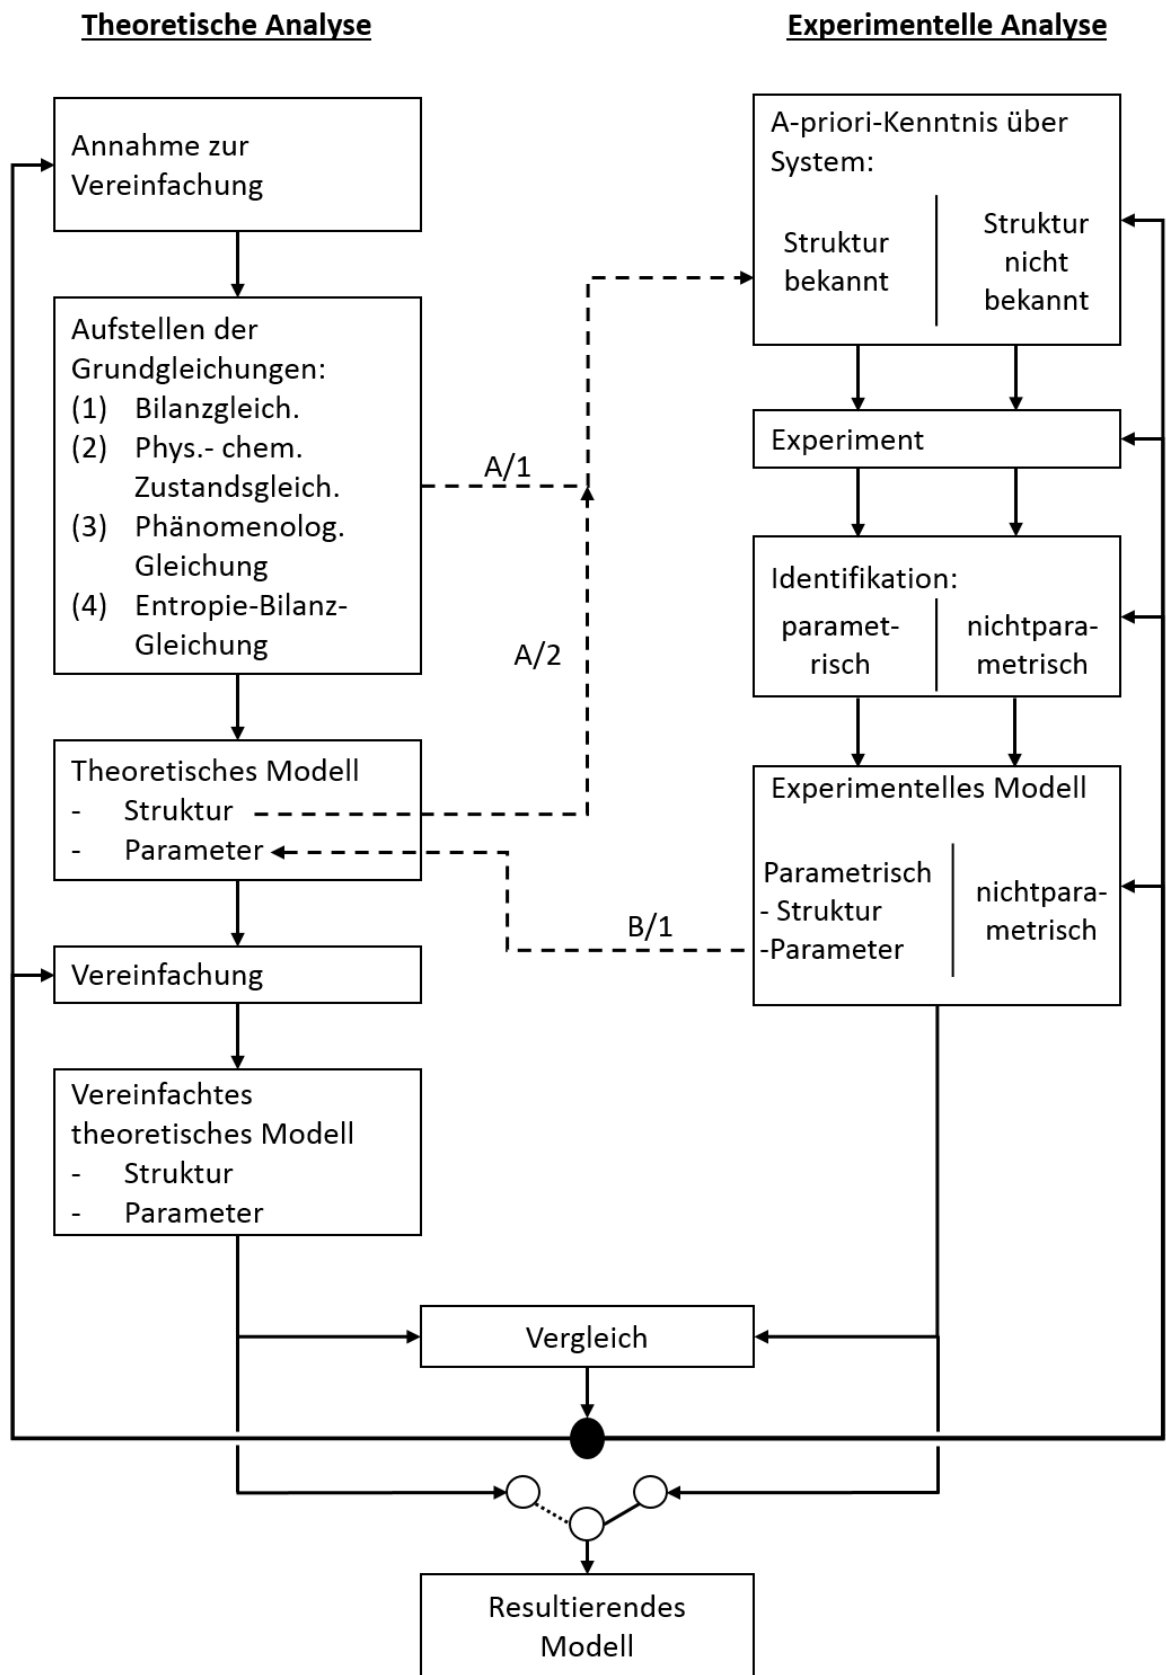 Theoretische Analyse
Experimentelle Analyse
Annahme zur
Vereinfachung
Aufstellen der
Grundgleichungen:
(1) Bilanzgleich.
(2) Phys.- chem.
Zustandsgleich.
(3) Phänomenolog.
Gleichung
(4) Entropie-Bilanz-
Gleichung
Theoretisches Modell
- Struktur
- Parameter
Vereinfachung
Vereinfachtes
theoretisches Modell
- Struktur
- Parameter
A/1
A/2
B/1
A-priori-Kenntnis über
System:
Struktur
bekannt
Struktur
nicht
bekannt
Experiment
Identifikation:
paramet-
risch
nichtpara-
metrisch
Experimentelles Modell
Parametrisch
- Struktur
-Parameter
nichtpara-
metrisch
Vergleich
Resultierendes
Modell